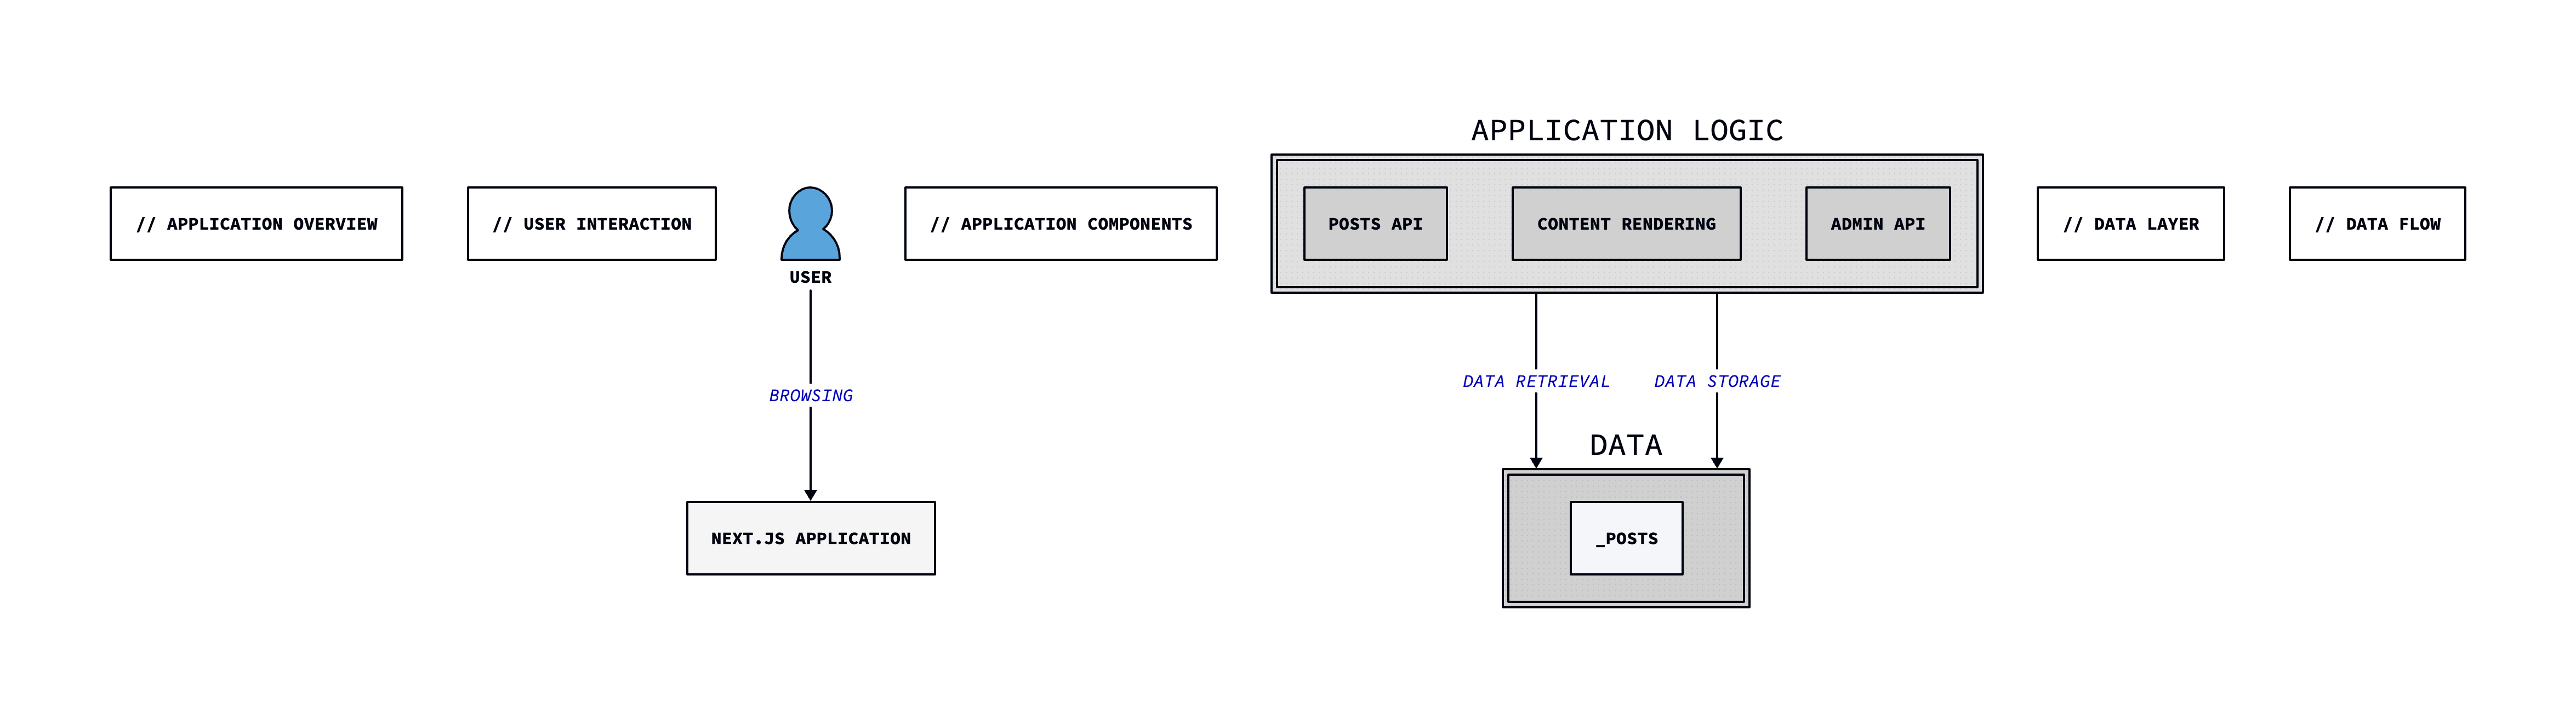 APPLICATION LOGIC
// APPLICATION OVERVIEW
// USER INTERACTION
USER
// APPLICATION COMPONENTS
POSTS API
CONTENT RENDERING
ADMIN API
// DATA LAYER
// DATA FLOW
BROWSING
DATA RETRIEVAL
DATA STORAGE
DATA
NEXT.JS APPLICATION
_POSTS